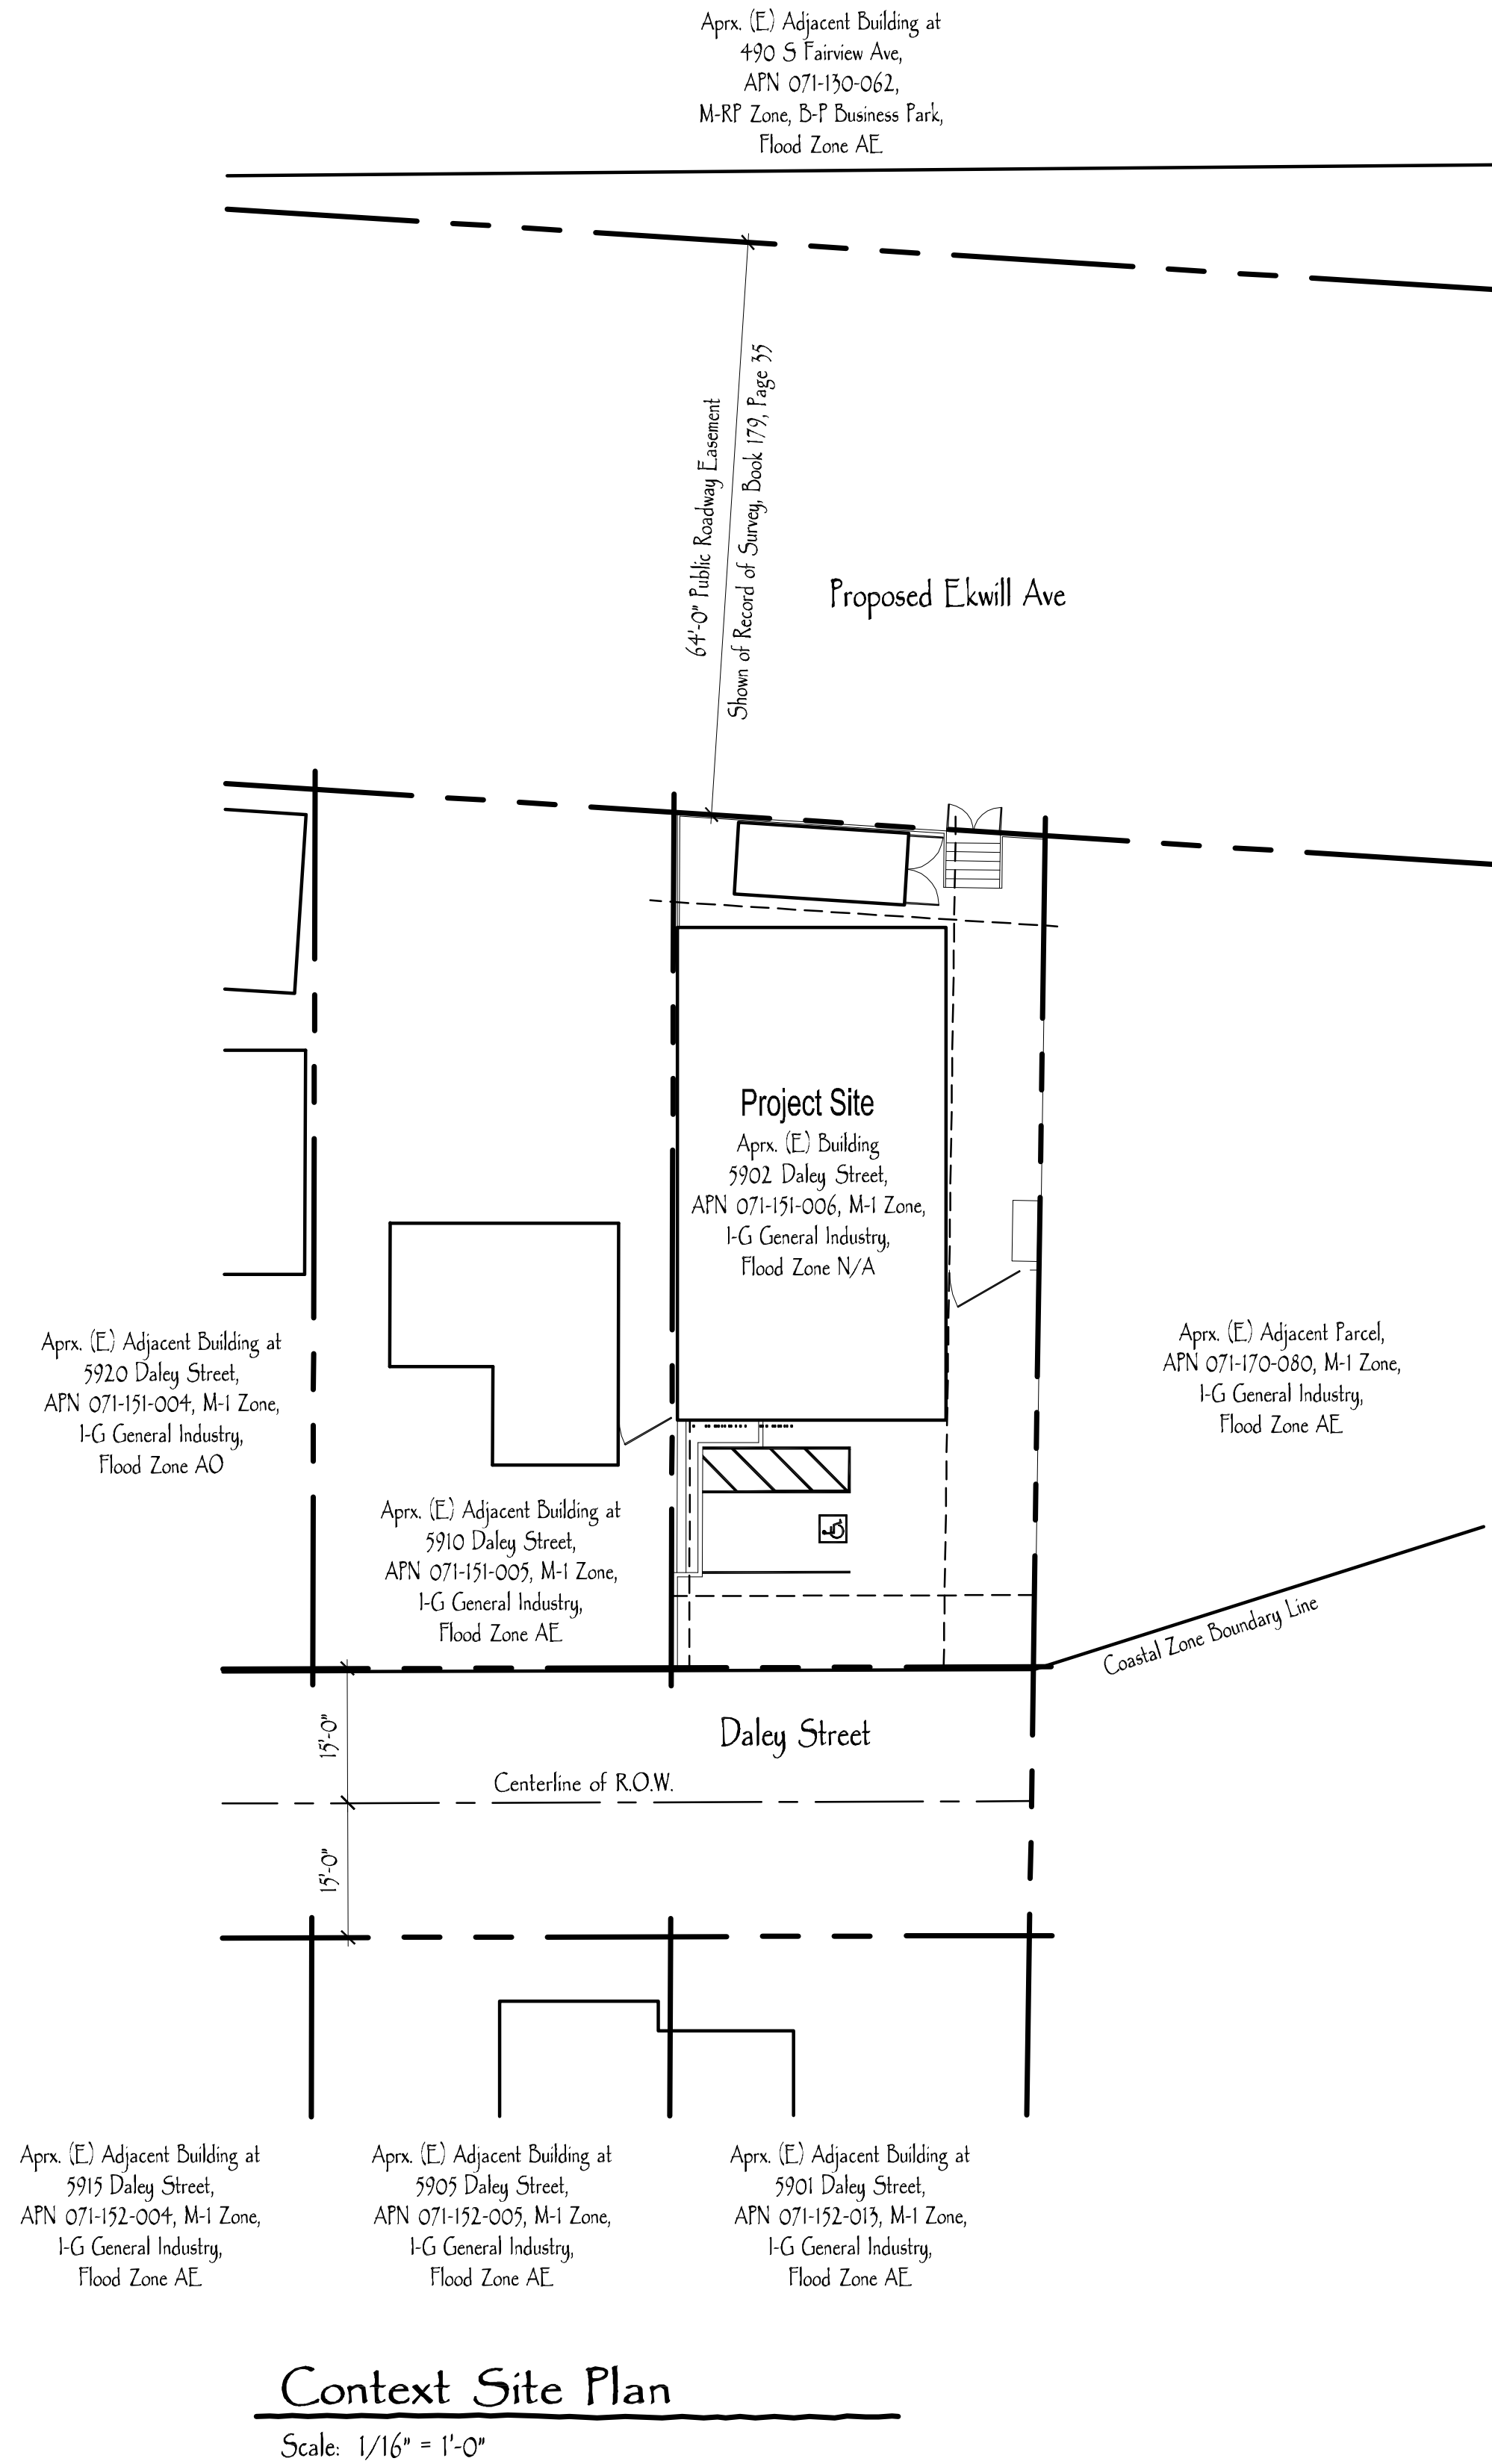 Aprx. (E) Adjacent Building at
490 S Fairview Ave,
APN 071-130-062,
M-RP Zone, B-P Business Park,
Flood Zone AE
64'-0" Public Roadway Easement
Shown of Record of Survey, Book 179, Page 35
Proposed Ekwill Ave
Project Site
Aprx. (E) Building
5902 Daley Street,
APN 071-151-006, M-1 Zone,
I-G General Industry,
Flood Zone N/A
Aprx. (E) Adjacent Building at
5920 Daley Street,
APN 071-151-004, M-1 Zone,
I-G General Industry,
Flood Zone AO
Aprx. (E) Adjacent Parcel,
APN 071-170-080, M-1 Zone,
I-G General Industry,
Flood Zone AE
Aprx. (E) Adjacent Building at
5910 Daley Street,
APN 071-151-005, M-1 Zone,
I-G General Industry,
Flood Zone AE
Coastal Zone Boundary Line
15'-0"
Daley Street
Centerline of R.O.W.
15'-0"
Aprx. (E) Adjacent Building at
5915 Daley Street,
APN 071-152-004, M-1 Zone,
I-G General Industry,
Flood Zone AE
Aprx. (E) Adjacent Building at
5905 Daley Street,
APN 071-152-005, M-1 Zone,
I-G General Industry,
Flood Zone AE
Aprx. (E) Adjacent Building at
5901 Daley Street,
APN 071-152-013, M-1 Zone,
I-G General Industry,
Flood Zone AE
Context Site Plan
Scale: 1/16" = 1'-0"